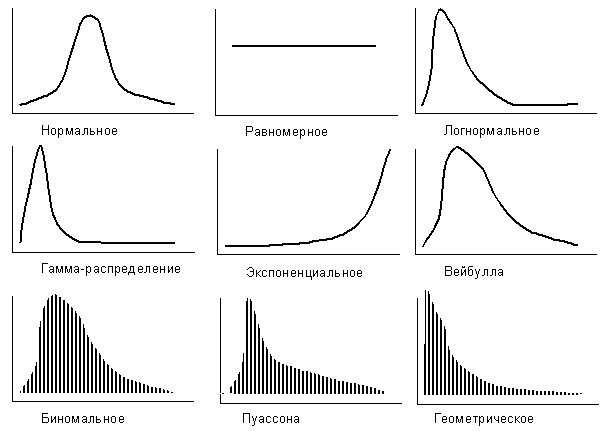 Нормальное
Равномерное
Логнормальное
Гамма-распределение
Экспоненциальное
Вейбулла
Биномальное
Пуассона
Геометрическое